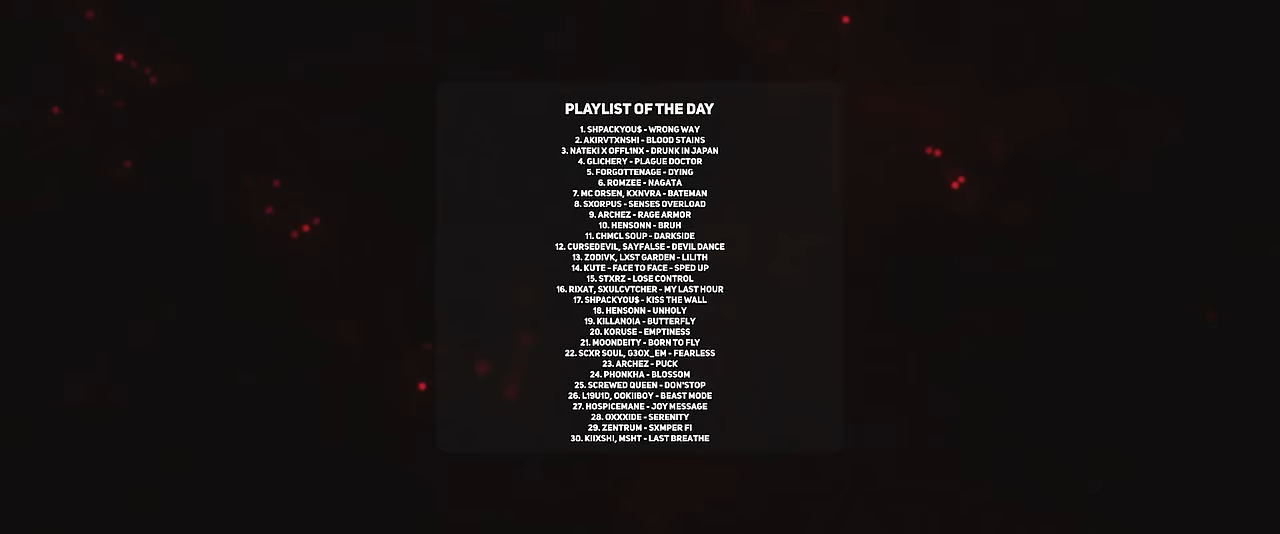 PLAYLIST OF THE DAY
1. SHPACKYOU$ - WRONG WAY
2. AKIRVTXNSHI - BLOOD STAINS
3. NATEKI X OFFL1NX - DRUNK IN JAPAN
4. GLICHERY - PLAGUE DOCTOR
5. FORGOTTENAGE - DYING
6. ROMZEE - NAGATA
7. MC ORSEN, KXNVRA - BATEMAN
8. SXORPUS - SENSES OVERLOAD
9. ARCHEZ - RAGE ARMOR
10. HENSONN - BRUH
11. CHMCL SOUP - DARKSIDE
12. CURSEDEVIL, SAYFALSE - DEVIL DANCE
13. ZODIVK, LXST GARDEN - LILITH
14. KUTE - FACE TO FACE - SPED UP
15. STXRZ - LOSE CONTROL
16. RIXAT, SXULCVTCHER - MY LAST HOUR
17. SHPACKYOU$ - KISS THE WALL
18. HENSONN - UNHOLY
19. KILLANOIA - BUTTERFLY
20. KORUSE - EMPTINESS
21. MOONDEITY - BORN TO FLY
22. SCXR SOUL, G3OX_EM - FEARLESS
23. ARCHEZ - PUCK
24. PHONKHA - BLOSSOM
25. SCREWED QUEEN - DON'STOP
26. L19U1D, OOKIIBOY - BEAST MODE
27. HOSPICEMANE - JOY MESSAGE
28. OXXXIDE - SERENITY
29. ZENTRUM - SXMPER FI
30. KIIXSHI, MSHT - LAST BREATHE